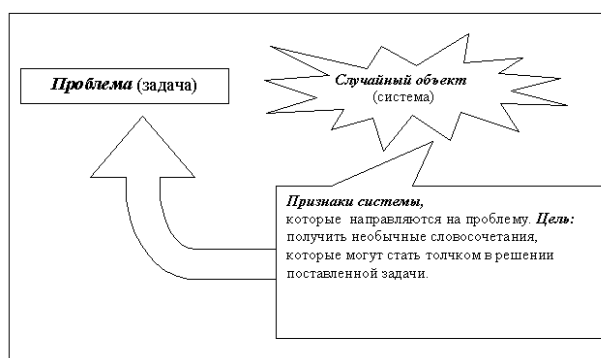 Проблема (задача)
Случайный объект
(система)
Признаки системы,
которые направляются на проблему. Цель:
получить необычные словосочетания,
которые могут стать толчком в решении
поставленной задачи.